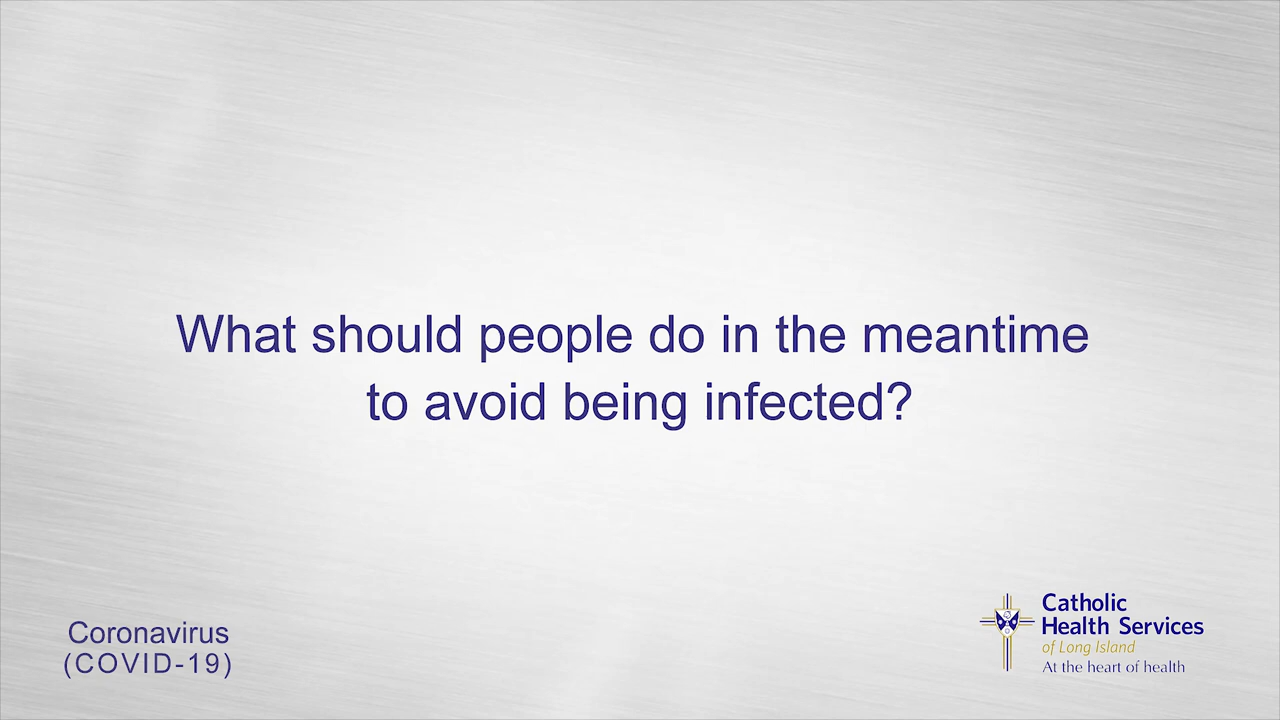 What should people do in the meantime
to avoid being infected?
Coronavirus
(COVID-19)
Catholic
Health Services
of Long Island
At the heart of health